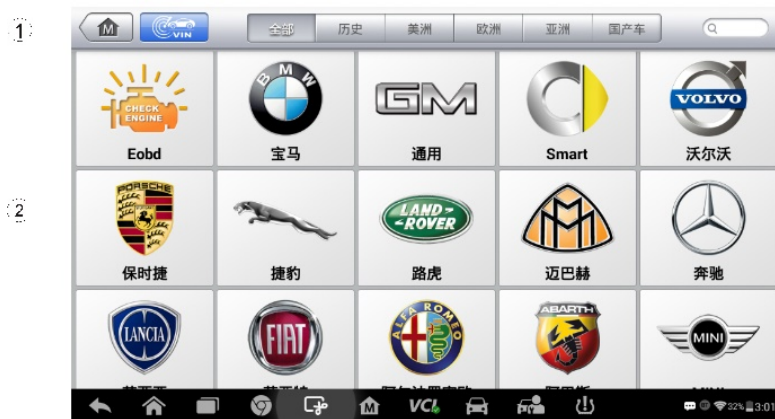 1
M VIN 全部 历史 美洲 欧洲 亚洲 国产车
CHECK ENGINE
BMW
GM
VOLVO
Eobd 宝马 通用 Smart 沃尔沃
2
PORSCHE
LAND-ROVER
M
保时捷 捷豹 路虎 迈巴赫 奔驰
LANCIA
FIAT
ALFA ROMEO
ABARTH
MINI
M VCI 32% 3:01